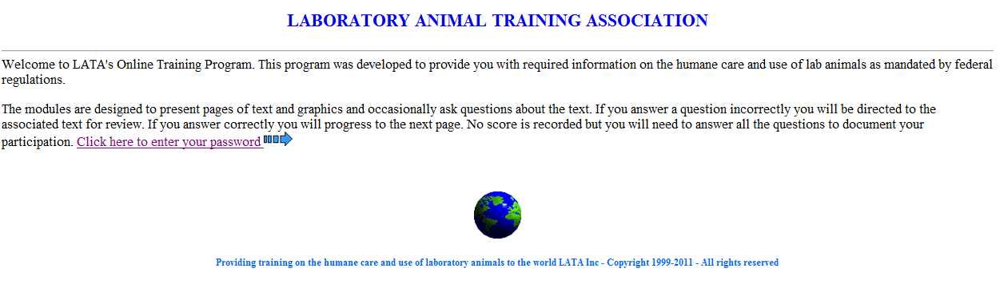 LABORATORY ANIMAL TRAINING ASSOCIATION
Welcome to LATA's Online Training Program. This program was developed to provide you with required information on the humane care and use of lab animals as mandated by federal
regulations.
The modules are designed to present pages of text and graphics and occasionally ask questions about the text. If you answer a question incorrectly you will be directed to the
associated text for review. If you answer correctly you will progress to the next page. No score is recorded but you will need to answer all the questions to document your
participation. Click here to enter your password
Providing training on the humane care and use of laboratory animals to the world LATA Inc - Copyright 1999-2011 - All rights reserved